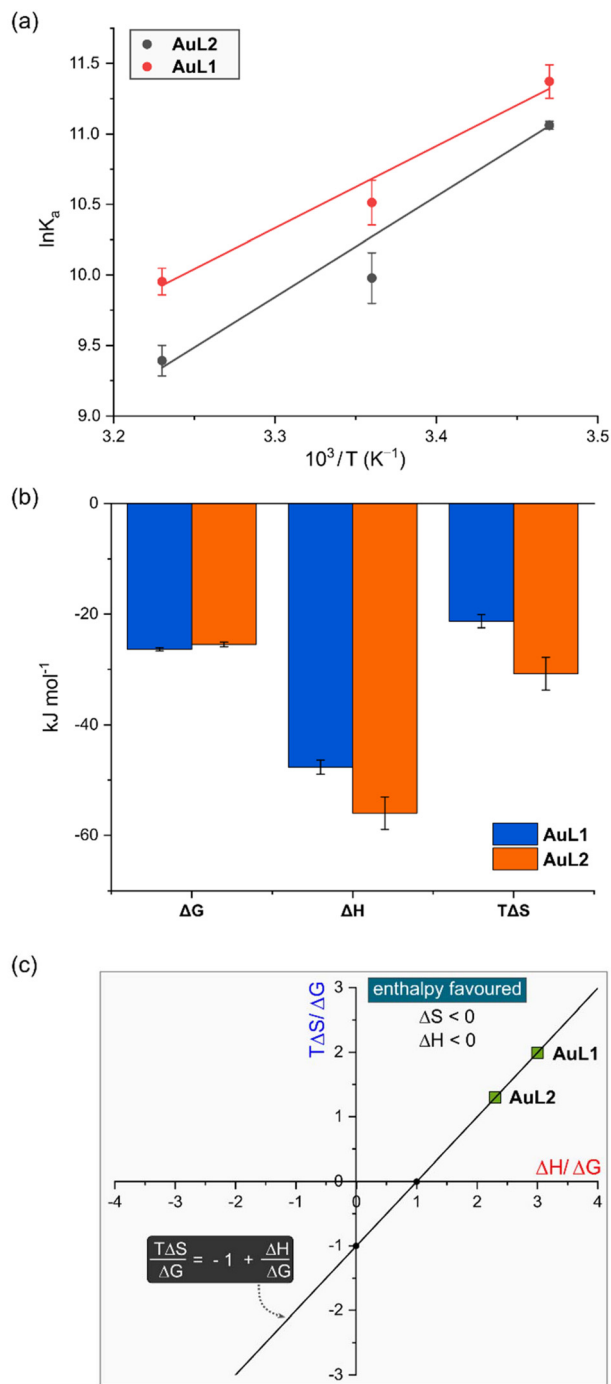 (a)
AuL2
AuL1
11.5
11.0
10.5
10.0
9.5
9.0
lnKₐ
3.2 3.3 3.4 3.5
10³/T (K⁻¹)
(b)
0
-20
-40
-60
kJ mol⁻¹
AuL1
AuL2
ΔG ΔH TΔS
(c)
TΔS/ΔG
enthalpy favoured
ΔS < 0
ΔH < 0
3
2
1
0
-1
-2
-3
AuL1
AuL2
ΔH/ΔG
-4 -3 -2 -1 0 1 2 3 4
TΔS/ΔG = - 1 + ΔH/ΔG